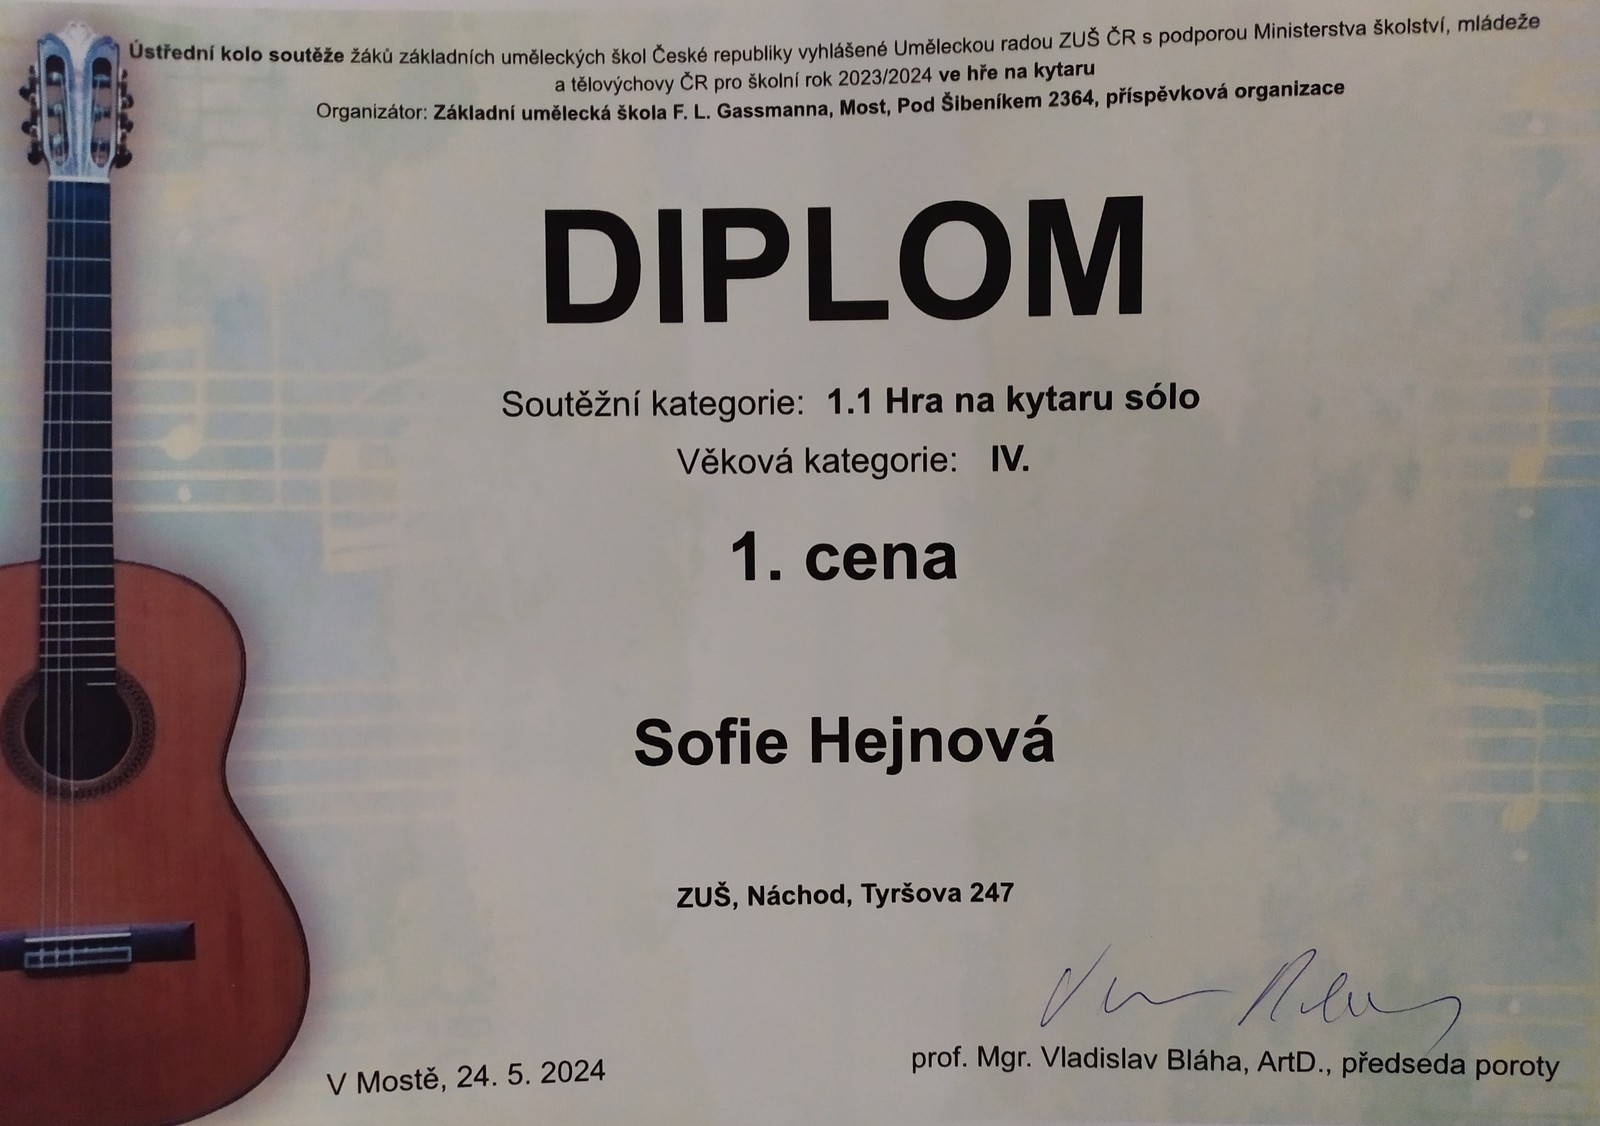 Ústřední kolo soutěže žáků základních uměleckých škol České republiky vyhlášené Uměleckou radou ZUŠ ČR s podporou Ministerstva školství, mládeže
a tělovýchovy ČR pro školní rok 2023/2024 ve hře na kytaru
Organizátor: Základní umělecká škola F. L. Gassmanna, Most, Pod Šibeníkem 2364, příspěvková organizace
DIPLOM
Soutěžní kategorie: 1.1 Hra na kytaru sólo
Věková kategorie: IV.
1. cena
Sofie Hejnová
ZUŠ, Náchod, Tyršova 247
V Mostě, 24. 5. 2024
prof. Mgr. Vladislav Bláha, ArtD., předseda poroty